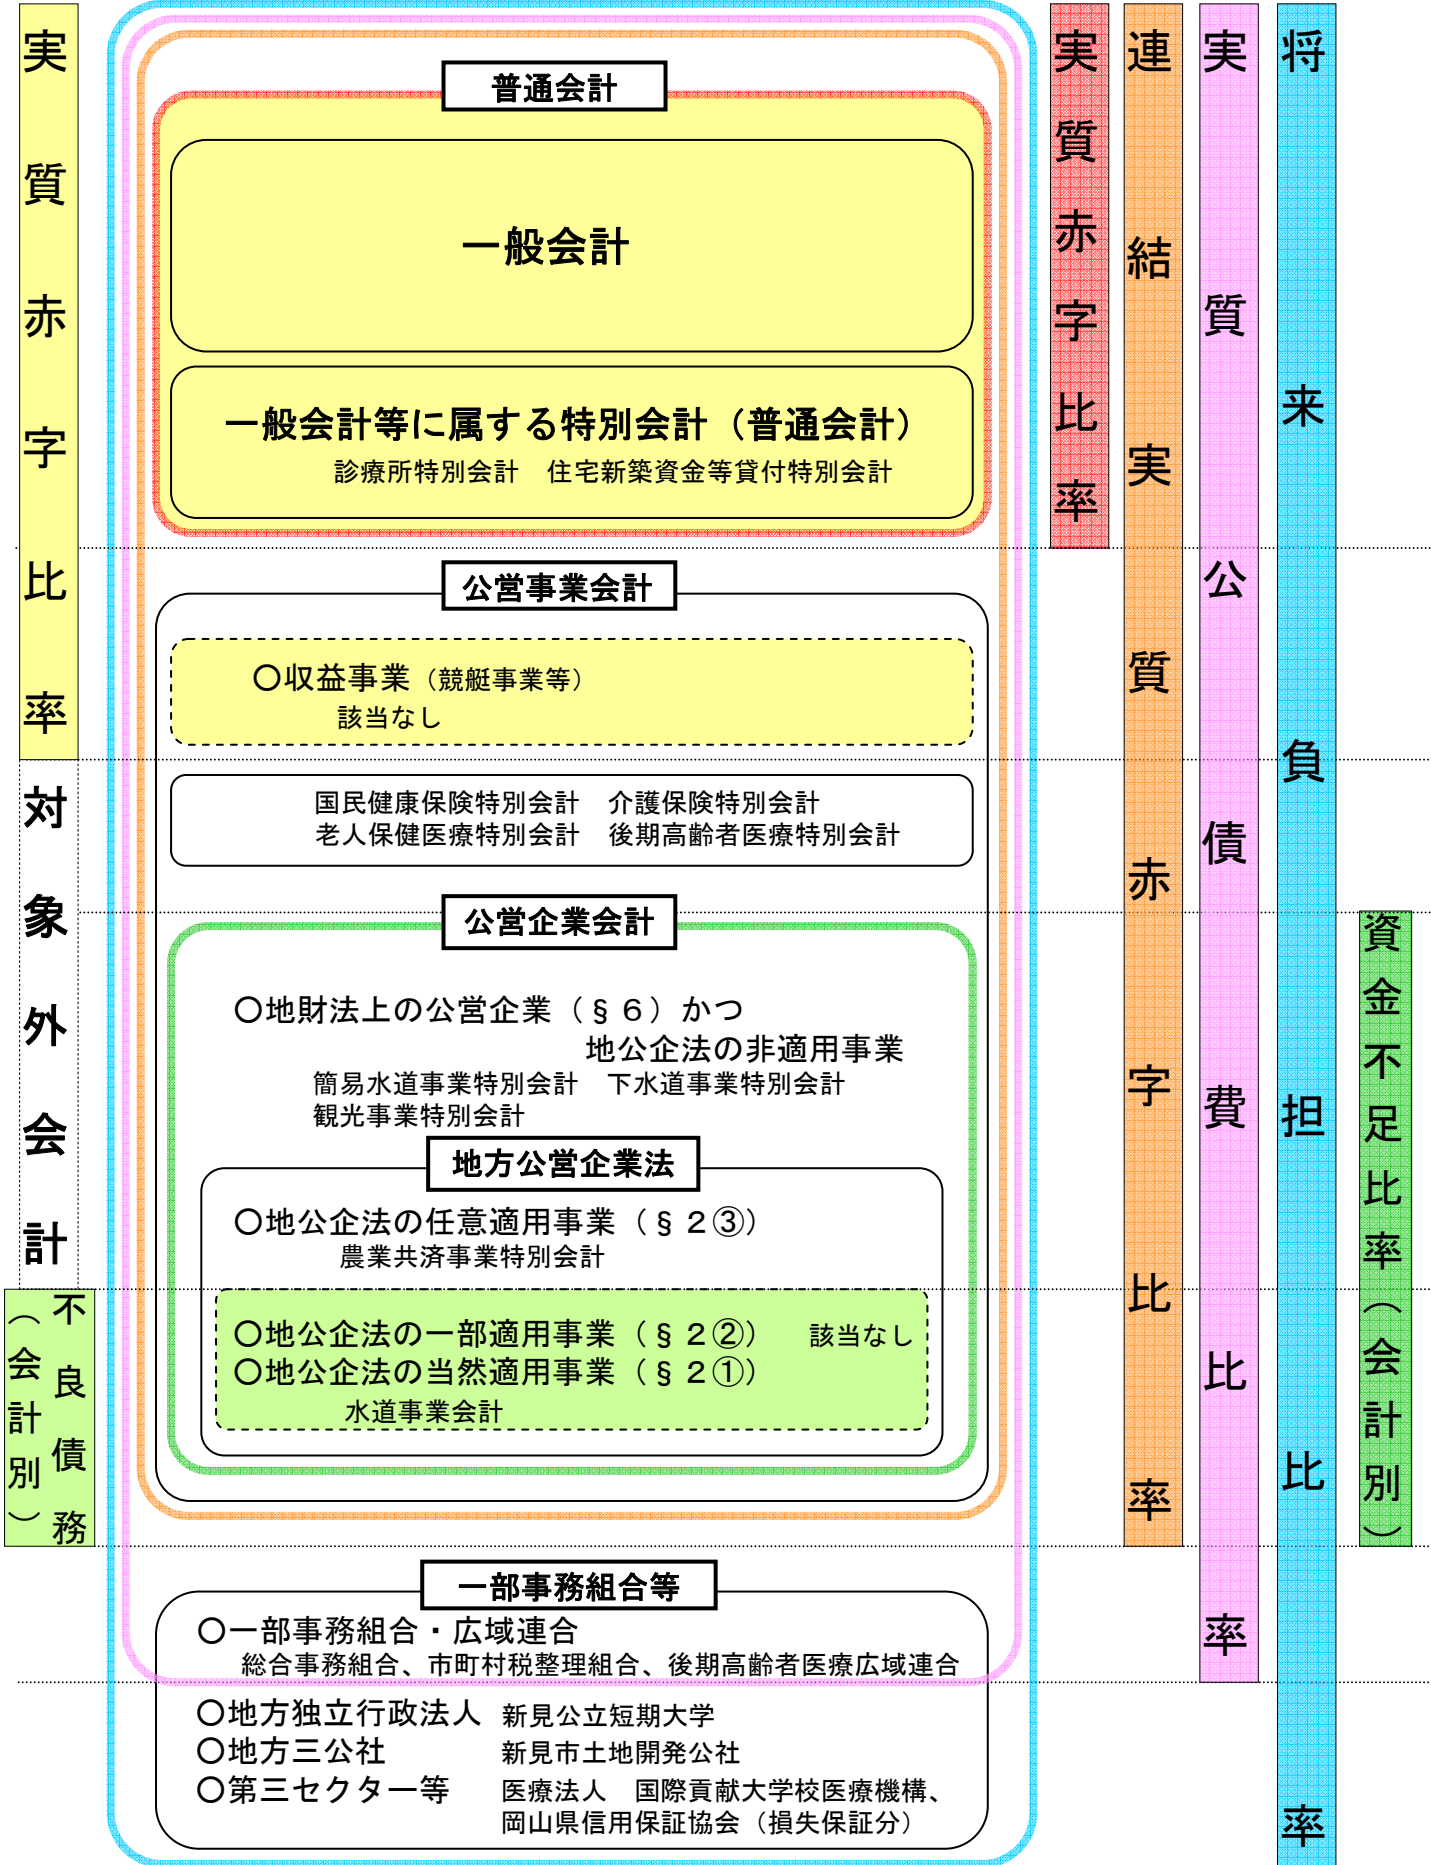 実質赤字比率
対象外会計
不良債務
（会計別）
普通会計
一般会計
一般会計等に属する特別会計（普通会計）
診療所特別会計　住宅新築資金等貸付特別会計
公営事業会計
○収益事業（競艇事業等）
該当なし
国民健康保険特別会計　介護保険特別会計
老人保健医療特別会計　後期高齢者医療特別会計
公営企業会計
○地財法上の公営企業（§６）かつ
地公企法の非適用事業
簡易水道事業特別会計　下水道事業特別会計
観光事業特別会計
地方公営企業法
○地公企法の任意適用事業（§２③）
農業共済事業特別会計
○地公企法の一部適用事業（§２②）　該当なし
○地公企法の当然適用事業（§２①）
水道事業会計
一部事務組合等
○一部事務組合・広域連合
総合事務組合、市町村税整理組合、後期高齢者医療広域連合
○地方独立行政法人　新見公立短期大学
○地方三公社　新見市土地開発公社
○第三セクター等　医療法人　国際貢献大学校医療機構、
岡山県信用保証協会（損失保証分）
実質赤字比率
連結実質赤字比率
実質公債費比率
将来負担比率
資金不足比率（会計別）